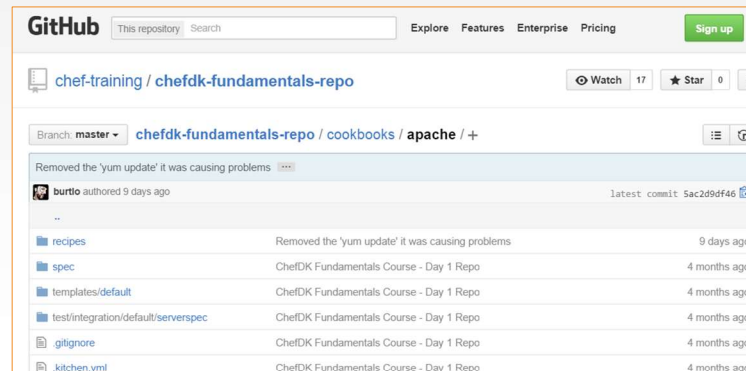 GitHub This repository Search Explore Features Enterprise Pricing Sign up
chef-training / chefdk-fundamentals-repo Watch 17 Star 0
Branch: master chefdk-fundamentals-repo / cookbooks / apache / +
Removed the 'yum update' it was causing problems ...
burtlo authored 9 days ago latest commit 5ac2d9df46
..
recipes Removed the 'yum update' it was causing problems 9 days ago
spec ChefDK Fundamentals Course - Day 1 Repo 4 months ago
templates/default ChefDK Fundamentals Course - Day 1 Repo 4 months ago
test/integration/default/serverspec ChefDK Fundamentals Course - Day 1 Repo 4 months ago
.gitignore ChefDK Fundamentals Course - Day 1 Repo 4 months ago
.kitchen.yml ChefDK Fundamentals Course - Day 1 Repo 4 months ago